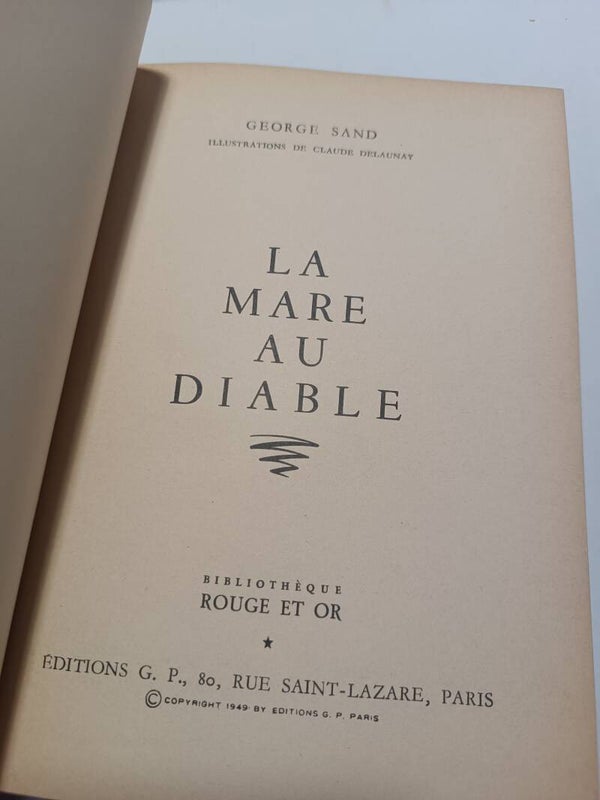 GEORGE SAND
ILLUSTRATIONS DE CLAUDE DELAUNAY
LA
MARE
AU
DIABLE
BIBLIOTHÈQUE
ROUGE ET OR
★
ÉDITIONS G. P., 80, RUE SAINT-LAZARE, PARIS
© COPYRIGHT 1949 BY EDITIONS G. P. PARIS